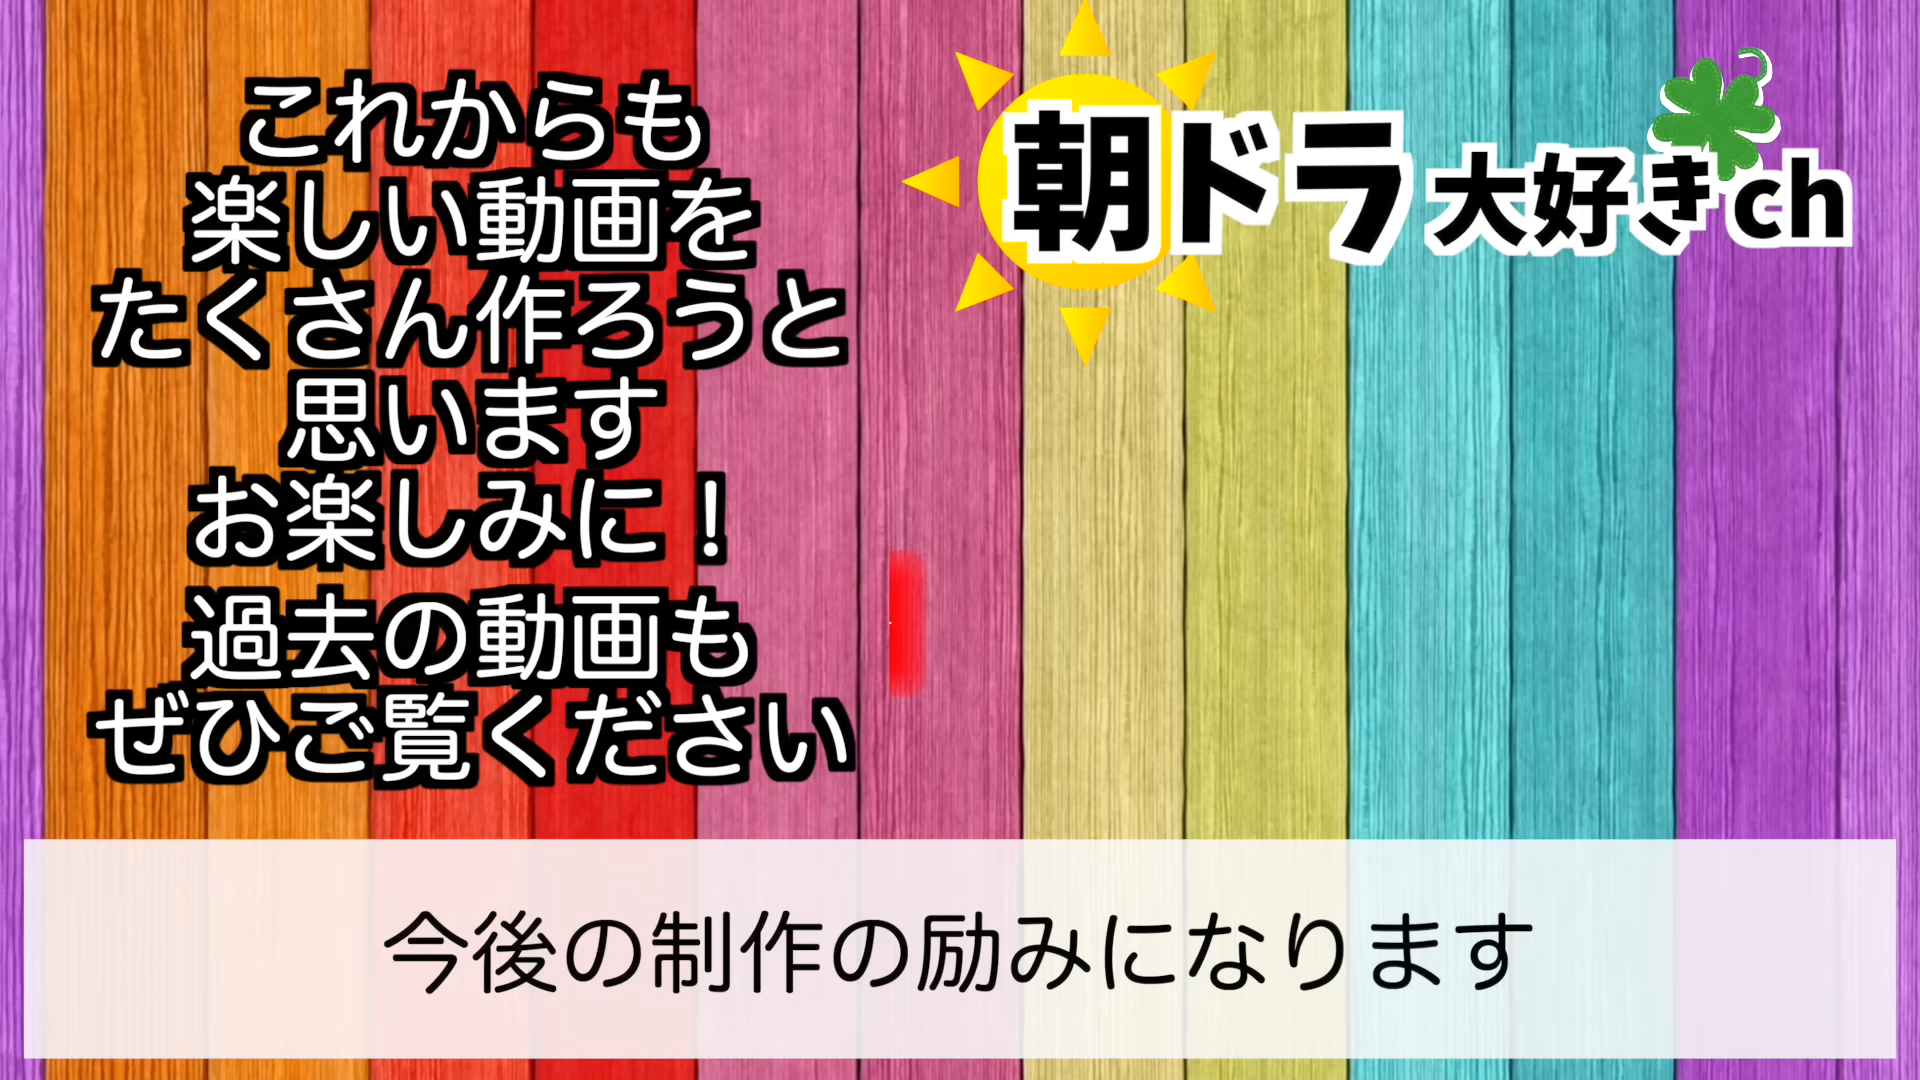 これからも
楽しい動画を
たくさん作ろうと
思います
お楽しみに！
過去の動画も
ぜひご覧ください
朝ドラ大好きch
今後の制作の励みになります